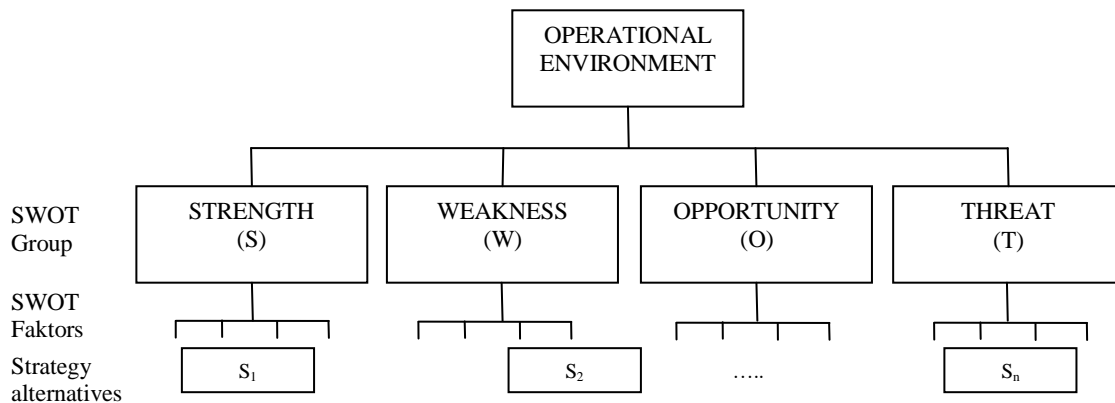 OPERATIONAL
ENVIRONMENT
SWOT
Group
STRENGTH
(S)
WEAKNESS
(W)
OPPORTUNITY
(O)
THREAT
(T)
SWOT
Faktors
Strategy
alternatives
S₁
S₂
…..
Sₙ